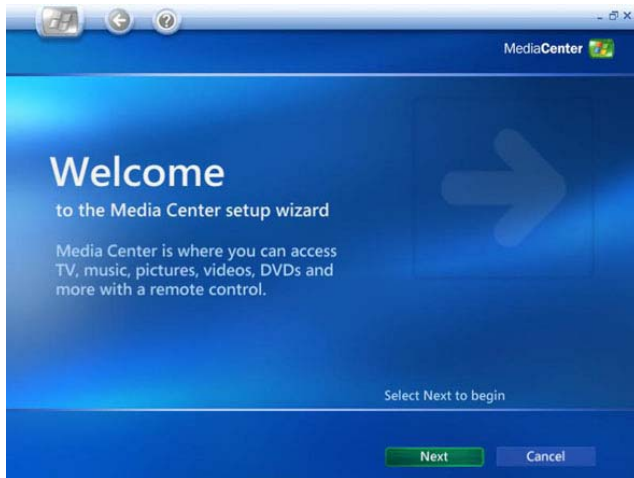 MediaCenter
Welcome
to the Media Center setup wizard
Media Center is where you can access
TV, music, pictures, videos, DVDs and
more with a remote control.
Select Next to begin
Next Cancel